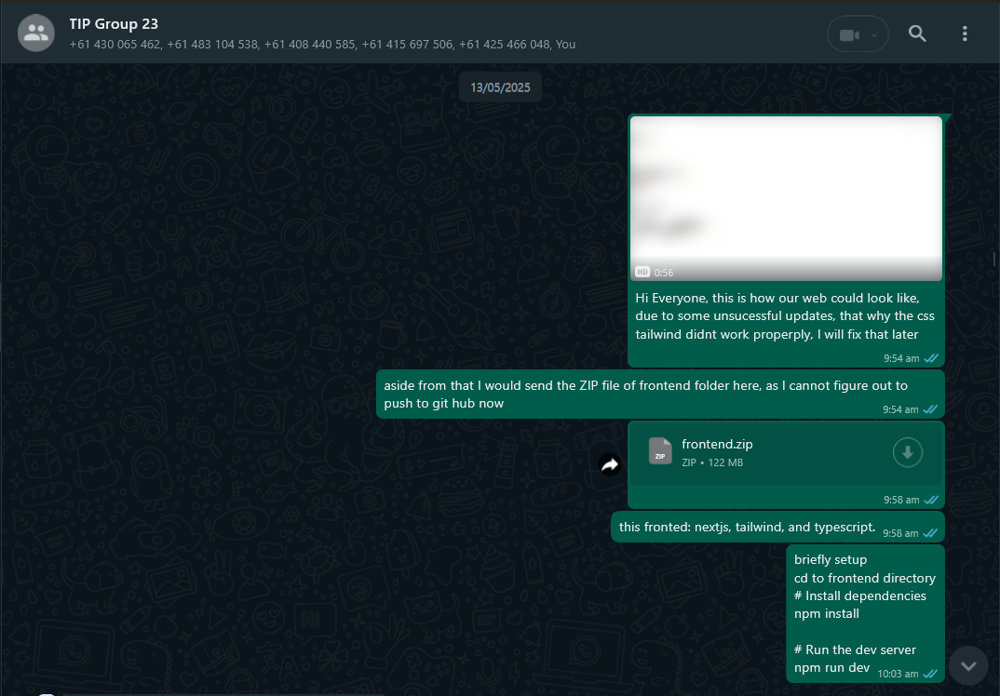 TIP Group 23
+61 430 065 462, +61 483 104 538, +61 408 440 585, +61 415 697 506, +61 425 466 048, You
13/05/2025
HD 0:56
Hi Everyone, this is how our web could look like,
due to some unsucessful updates, that why the css
tailwind didnt work properply, I will fix that later
9:54 am
aside from that I would send the ZIP file of frontend folder here, as I cannot figure out to
push to git hub now
9:54 am
ZIP
frontend.zip
ZIP • 122 MB
9:58 am
this fronted: nextjs, tailwind, and typescript.
9:58 am
briefly setup
cd to frontend directory
# Install dependencies
npm install
# Run the dev server
npm run dev
10:03 am